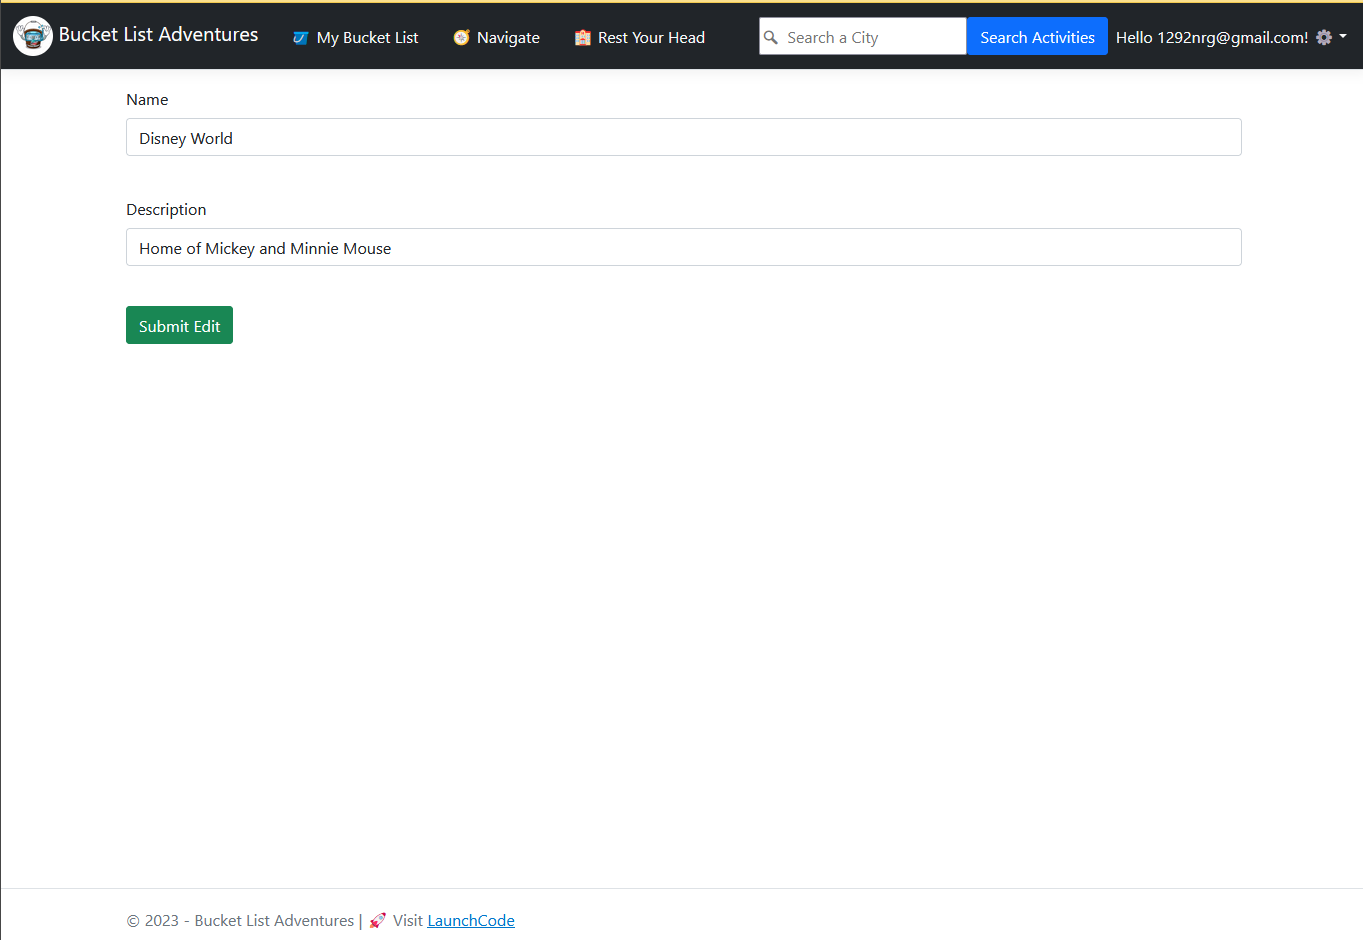 Bucket List Adventures My Bucket List Navigate Rest Your Head Search a City Search Activities Hello 1292nrg@gmail.com!
Name
Disney World
Description
Home of Mickey and Minnie Mouse
Submit Edit
© 2023 - Bucket List Adventures | 🚀 Visit LaunchCode